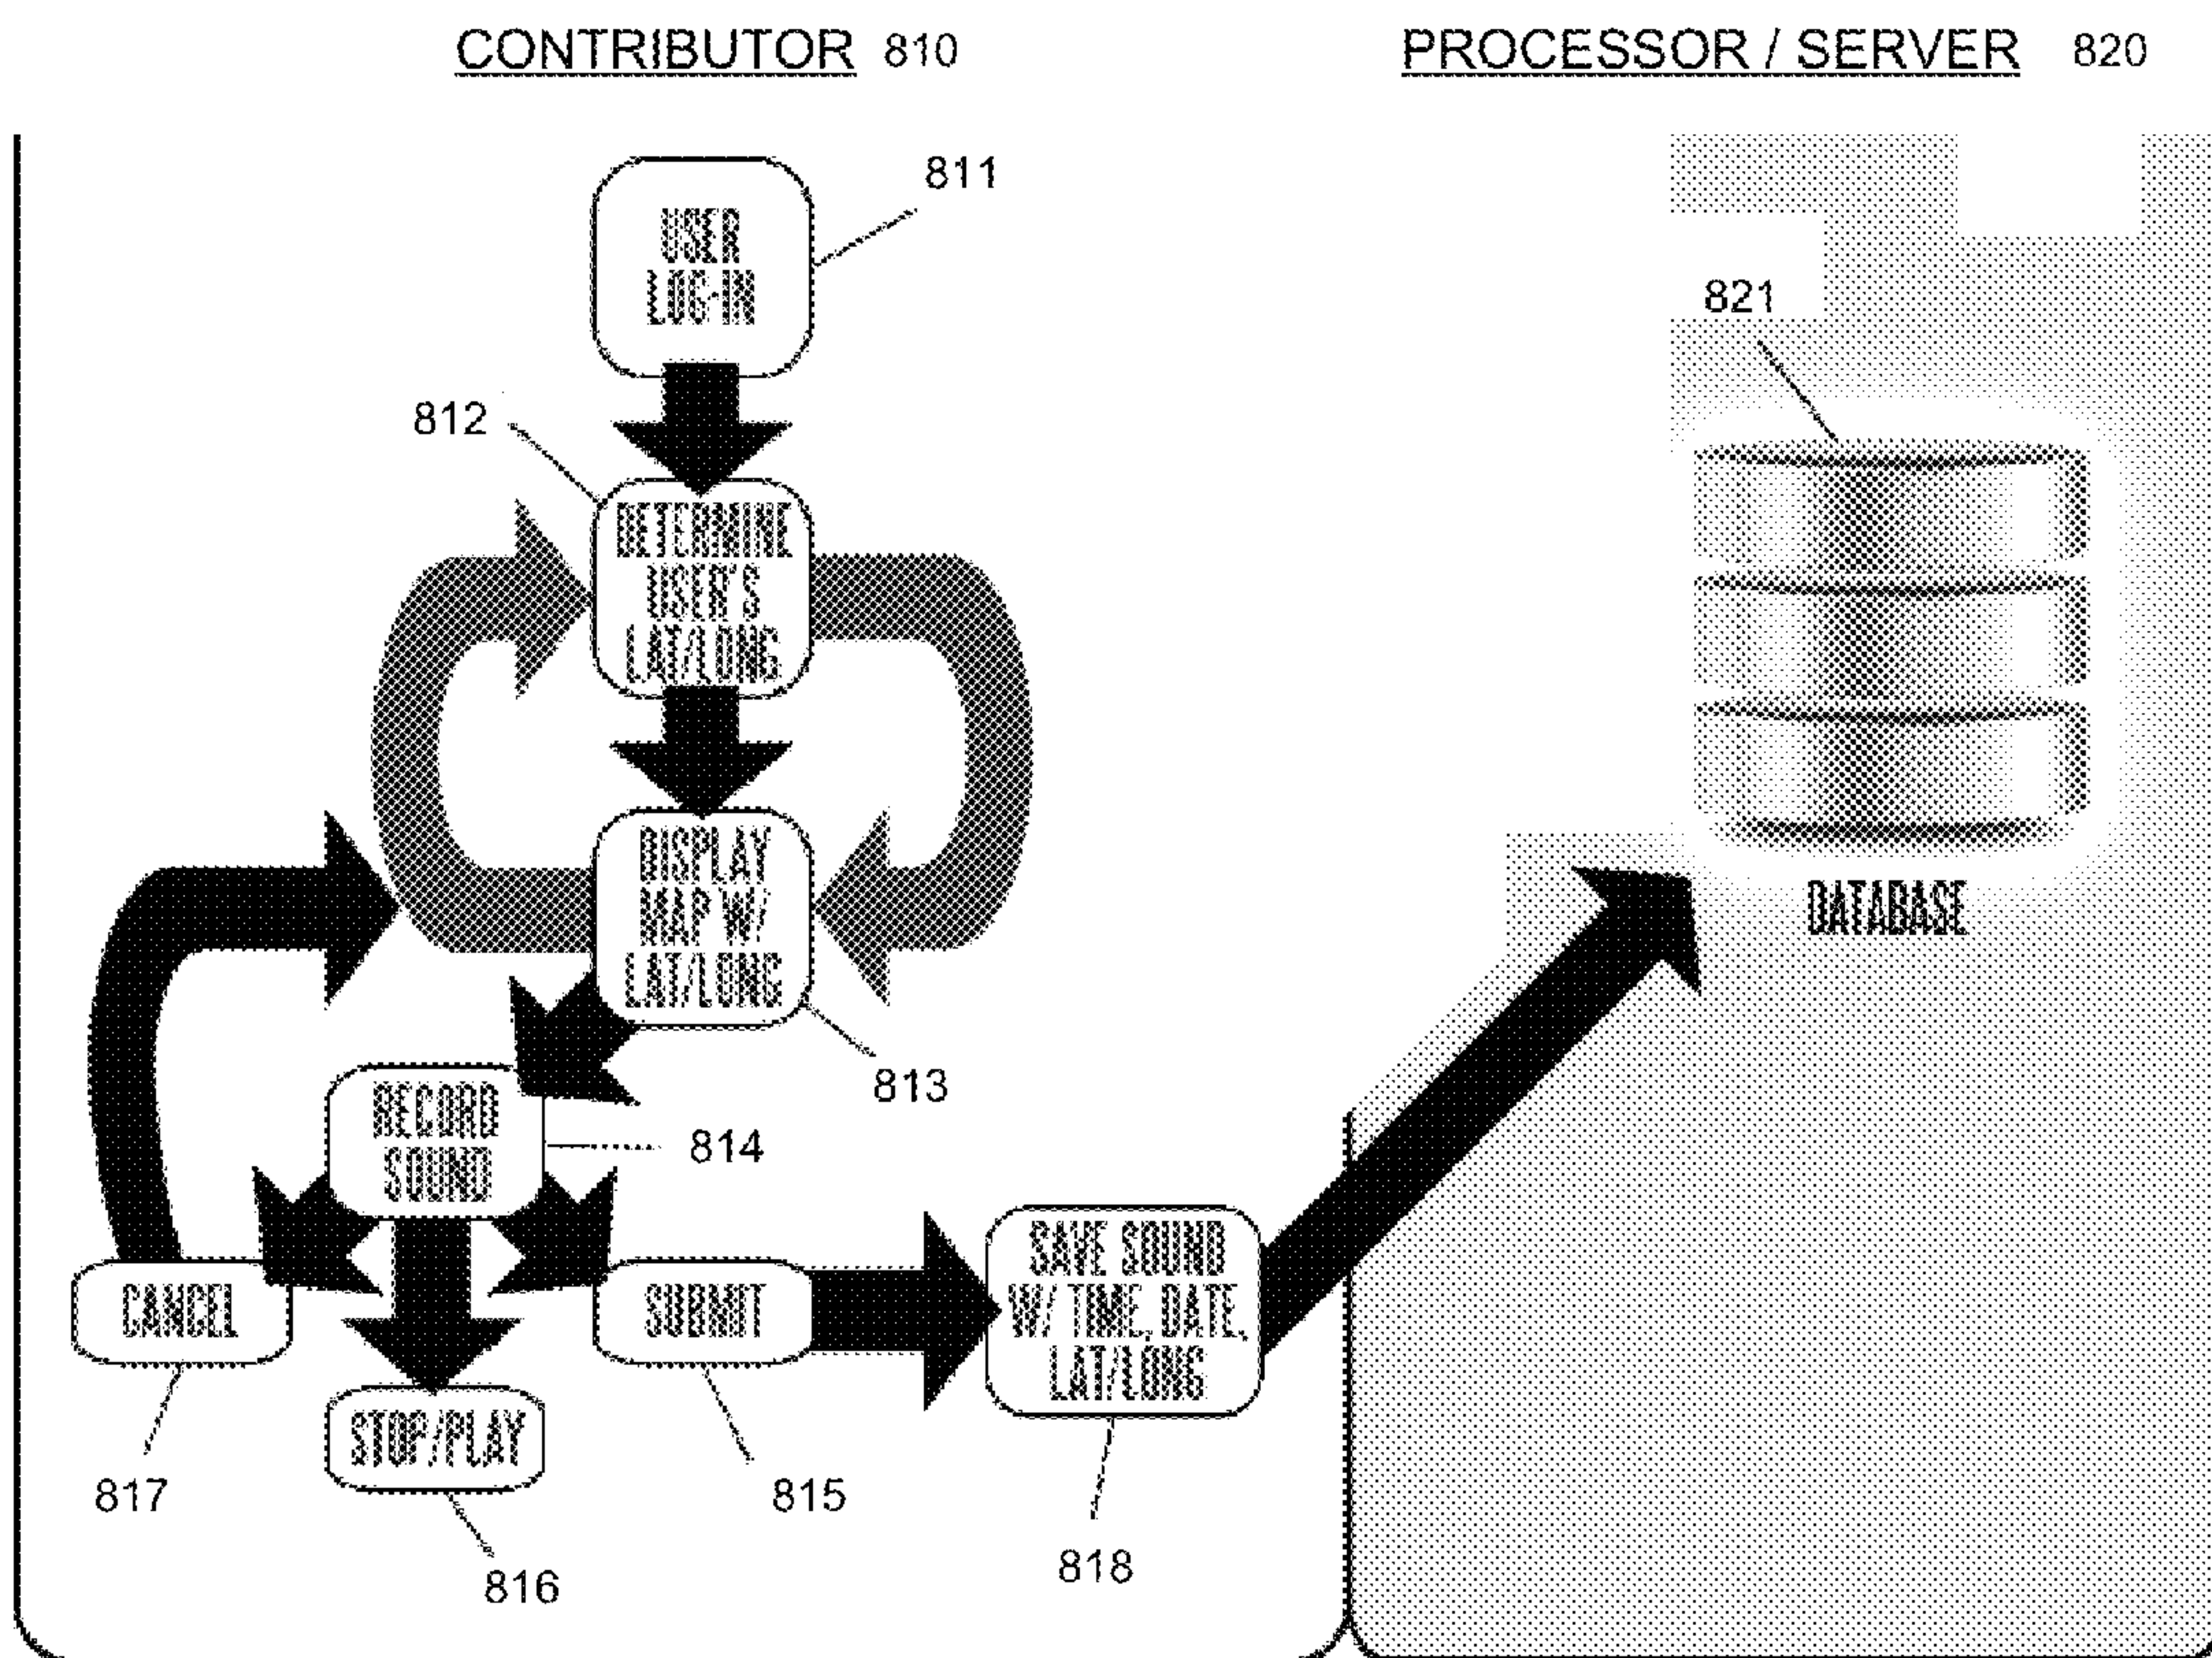 CONTRIBUTOR 810
PROCESSOR / SERVER 820
811
USER
LOG-IN
821
812
DETERMINE
USER'S
LAT/LONG
DISPLAY
MAP W/
LAT/LONG
DATABASE
813
RECORD
SOUND
814
CANCEL
SUBMIT
SAVE SOUND
W/ TIME, DATE,
LAT/LONG
STOP/PLAY
817
815
816
818